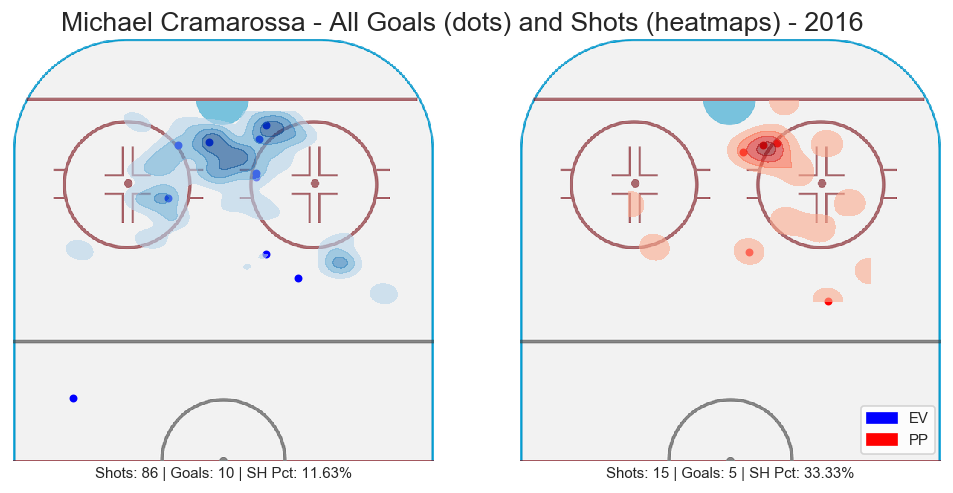 Michael Cramarossa - All Goals (dots) and Shots (heatmaps) - 2016
EV
PP
Shots: 86 | Goals: 10 | SH Pct: 11.63%
Shots: 15 | Goals: 5 | SH Pct: 33.33%